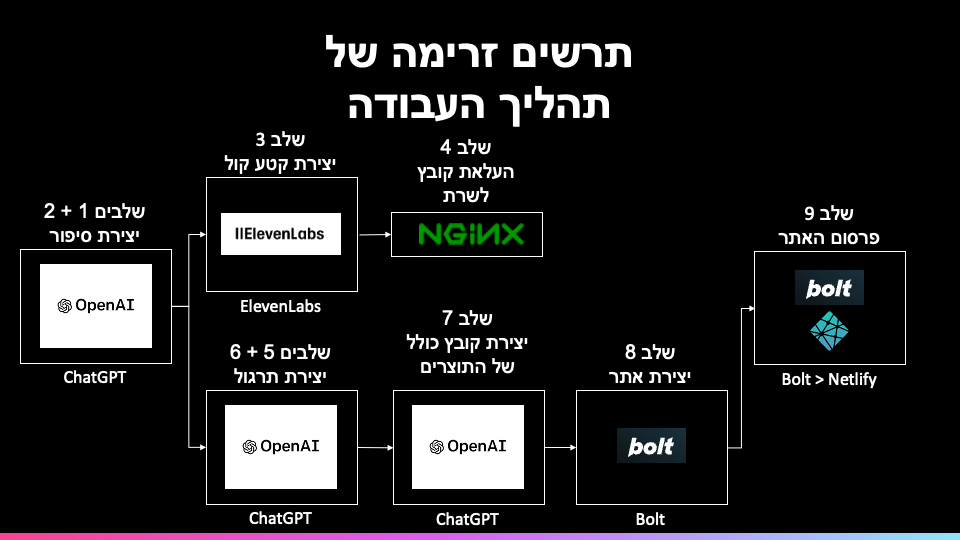 תרשים זרימה של
תהליך העבודה
שלבים 1 + 2
יצירת סיפור
OpenAI
ChatGPT
שלב 3
יצירת קטע קול
IIElevenLabs
ElevenLabs
שלב 4
העלאת קובץ
לשרת
NGINX
שלבים 5 + 6
יצירת תרגול
OpenAI
ChatGPT
שלב 7
יצירת קובץ כולל
של התוצרים
OpenAI
ChatGPT
שלב 8
יצירת אתר
bolt
Bolt
שלב 9
פרסום האתר
bolt
Bolt > Netlify